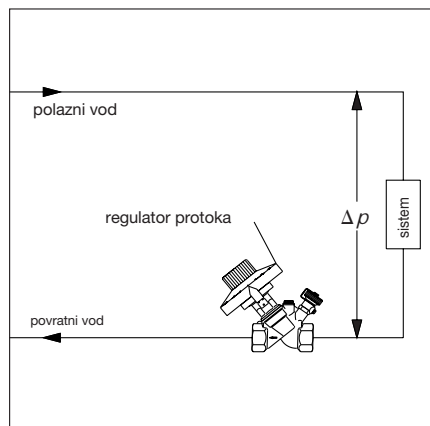 polazni vod
regulator protoka
Δp
sistem
povratni vod